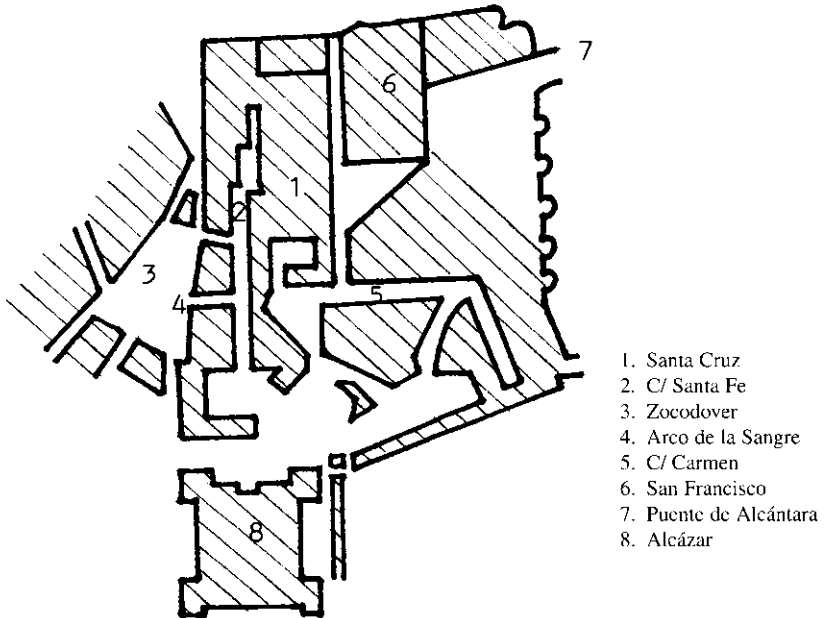 7
6
1
2
3
4
5
8
1. Santa Cruz
2. C/ Santa Fe
3. Zocodover
4. Arco de la Sangre
5. C/ Carmen
6. San Francisco
7. Puente de Alcántara
8. Alcázar